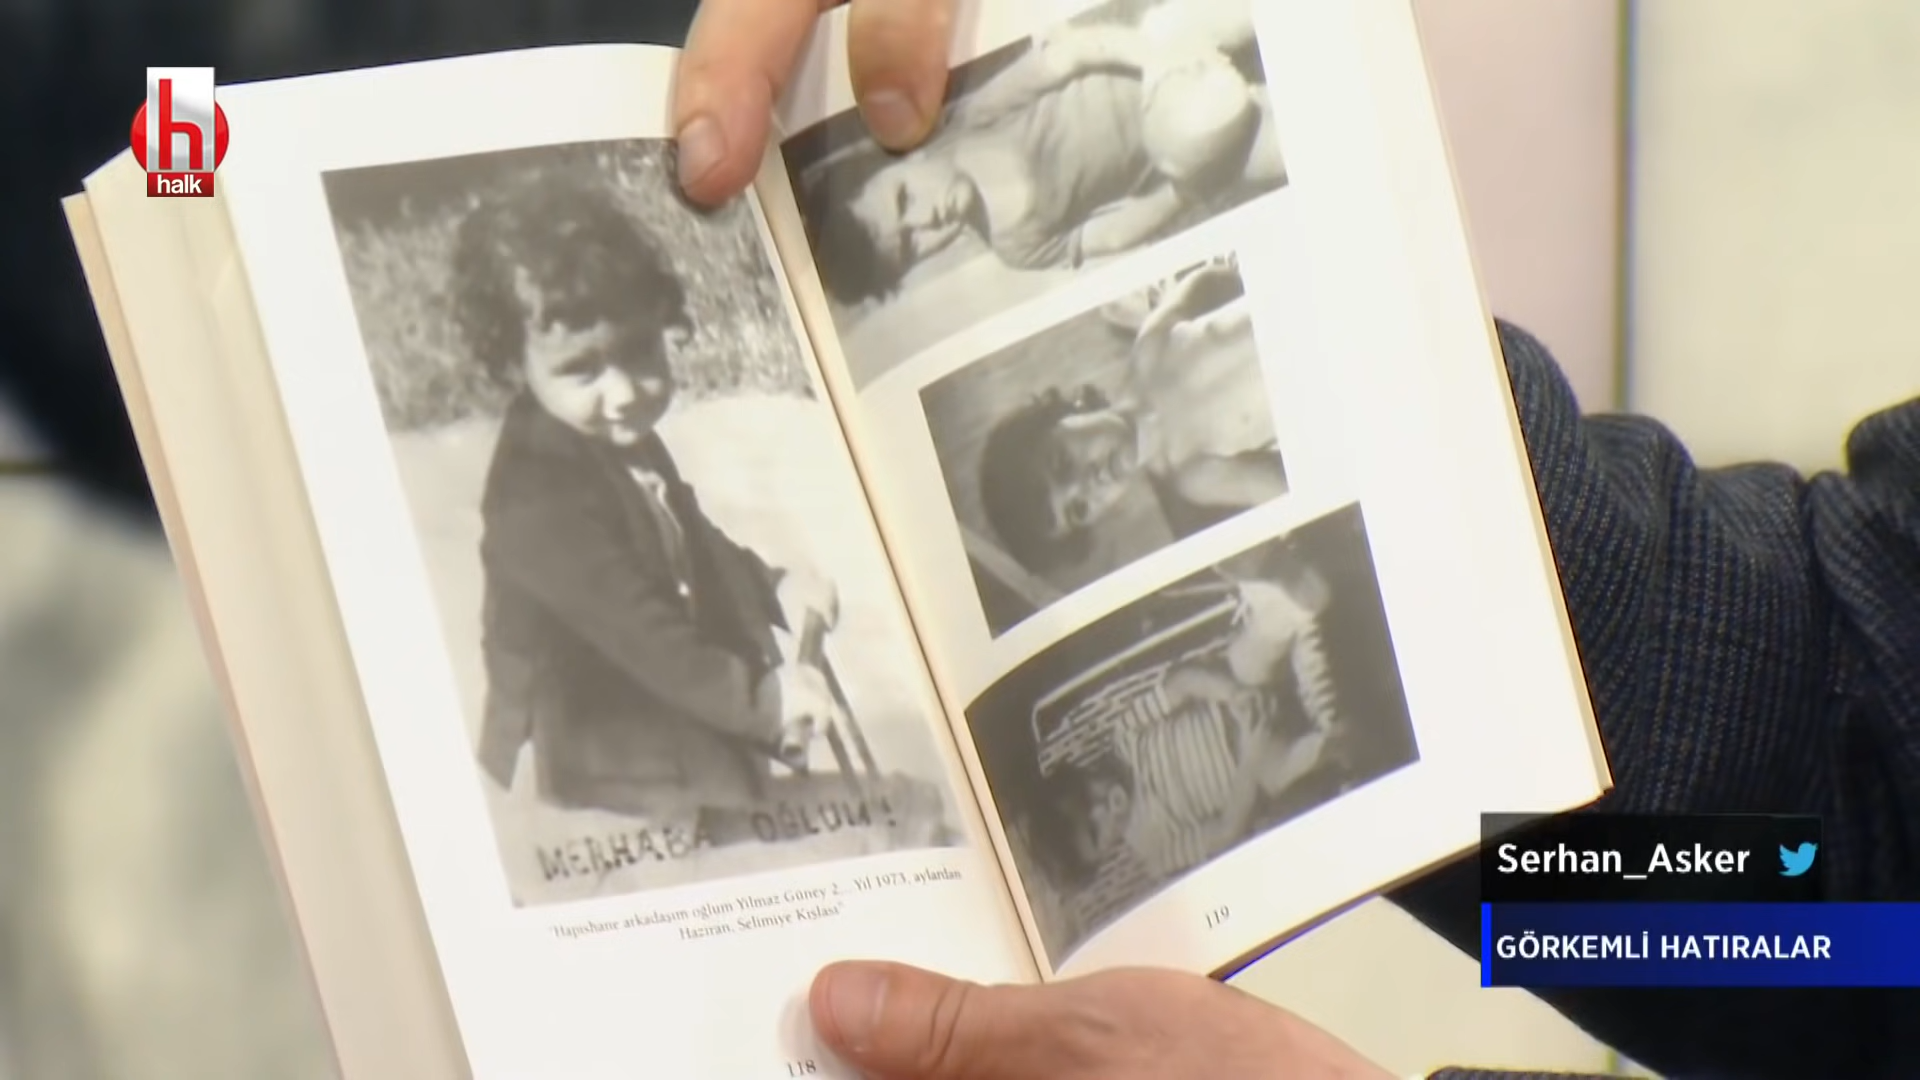 h
halk
MERHABA OĞLUM!
"Hapishane arkadaşım oğlum Yılmaz Güney 2... Yıl 1973, aylardan
Haziran, Selimiye Kışlası"
118
119
Serhan_Asker
GÖRKEMLİ HATIRALAR